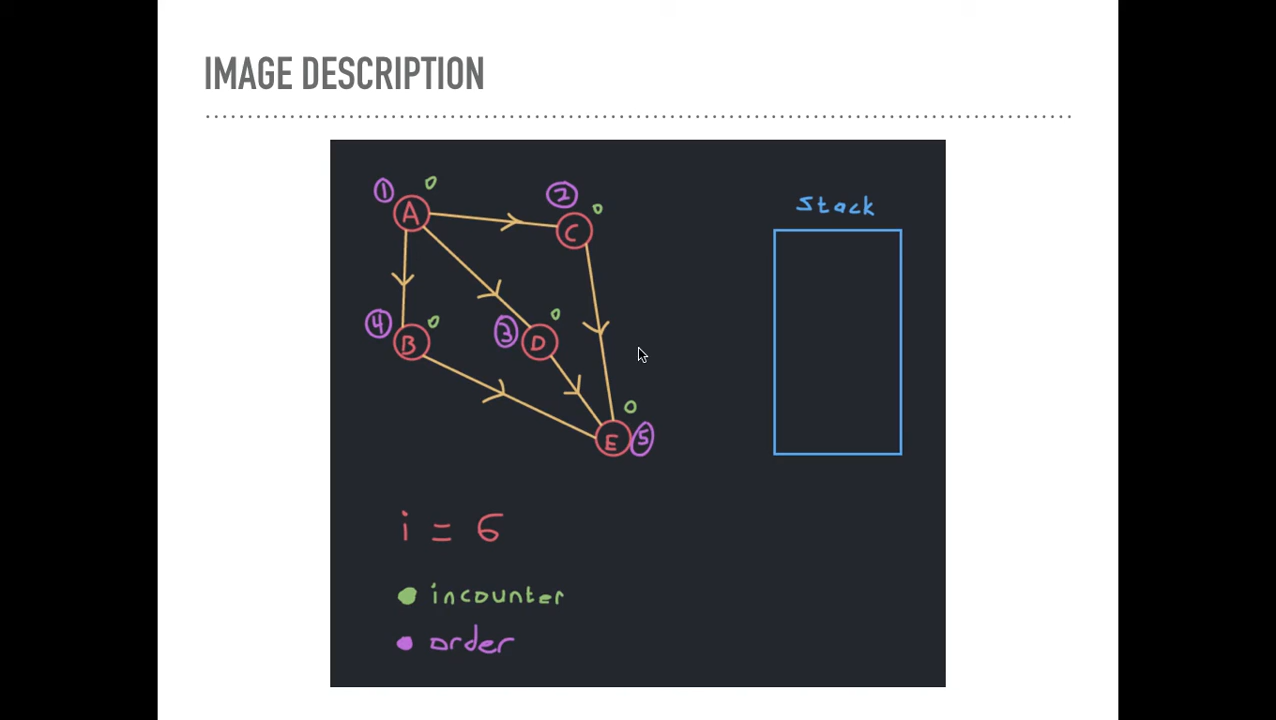 IMAGE DESCRIPTION
1 0
A
2 0
C
Stack
4 0
B
3 0
D
0
E 5
i = 6
incounter
order